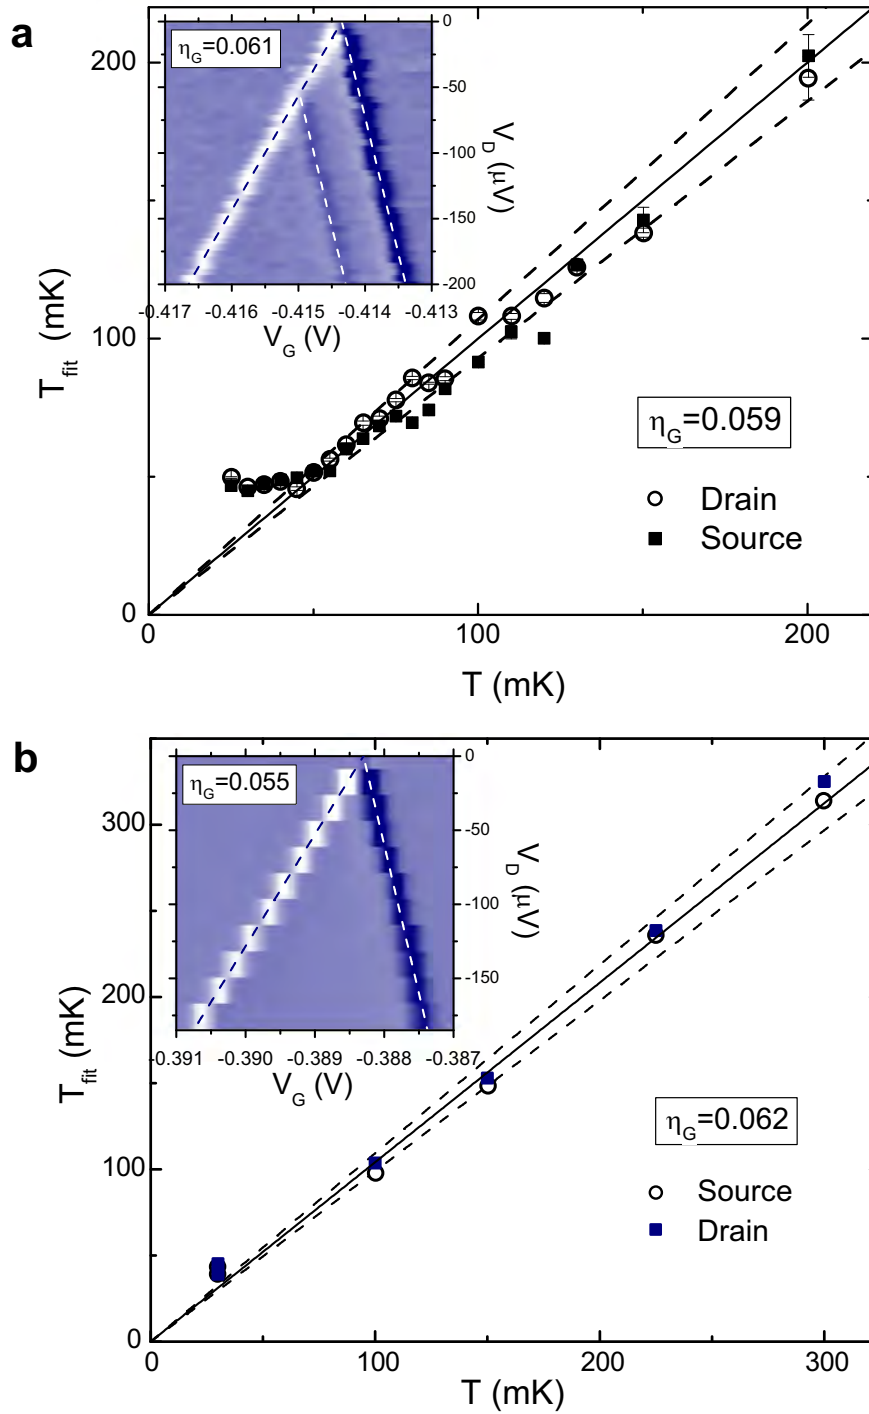 a
η_G=0.061
0
-50
-100
-150
-200
V_D (μV)
-0.417 -0.416 -0.415 -0.414 -0.413
V_G (V)
200
100
0
T_fit (mK)
η_G=0.059
Drain
Source
0 100 200
T (mK)
b
η_G=0.055
0
-50
-100
-150
V_D (μV)
-0.391 -0.390 -0.389 -0.388 -0.387
V_G (V)
300
200
100
0
T_fit (mK)
η_G=0.062
Source
Drain
0 100 200 300
T (mK)